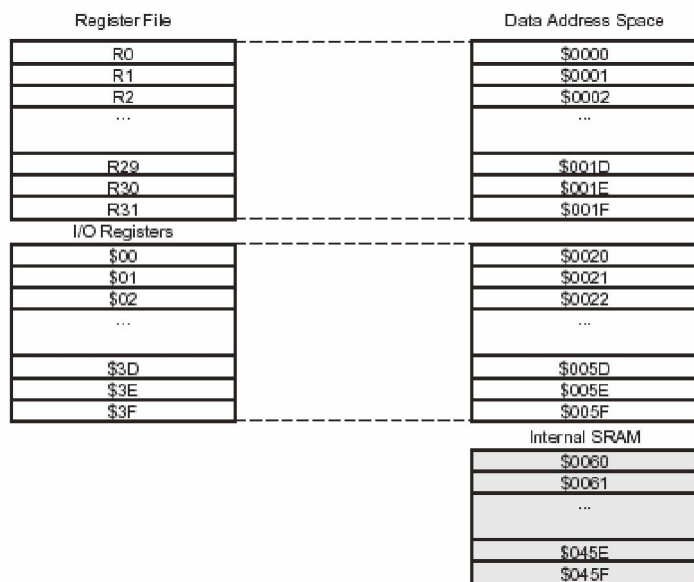 Register File
Data Address Space
R0
$0000
R1
$0001
R2
$0002
...
...
R29
$001D
R30
$001E
R31
$001F
I/O Registers
$00
$0020
$01
$0021
$02
$0022
...
...
$3D
$005D
$3E
$005E
$3F
$005F
Internal SRAM
$0060
$0061
...
$045E
$045F